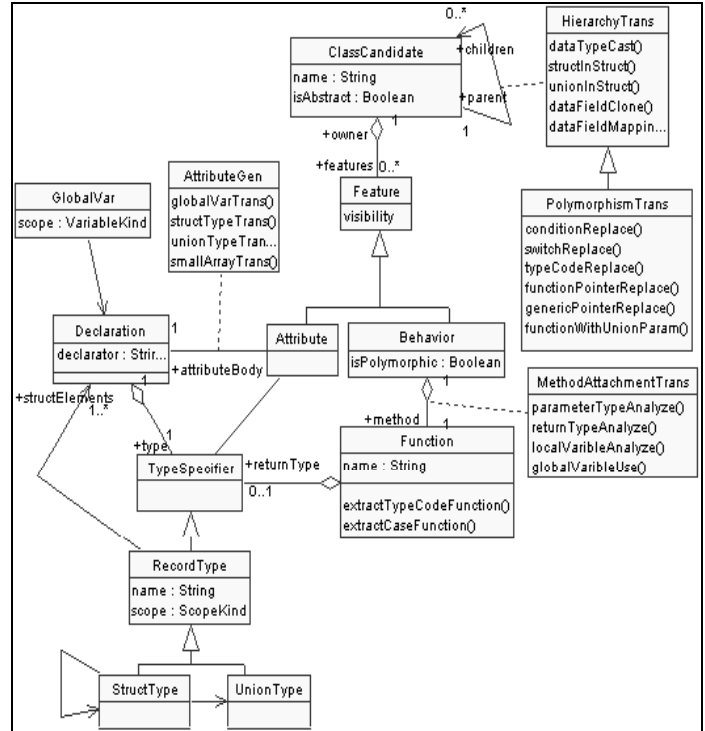 0..*
HierarchyTrans
ClassCandidate
+children
dataTypeCast()
name : String
structInStruct()
isAbstract : Boolean
unionInStruct()
+parent
dataFieldClone()
1
1
dataFieldMappin...
+owner
AttributeGen
+features
0..*
GlobalVar
globalVarTrans()
Feature
PolymorphismTrans
scope : VariableKind
structTypeTrans()
visibility
conditionReplace()
unionTypeTran...
switchReplace()
smallArrayTrans()
typeCodeReplace()
functionPointerReplace()
genericPointerReplace()
functionWithUnionParam()
Declaration
1
Attribute
Behavior
declarator : Strir...
isPolymorphic : Boolean
+attributeBody
1
1
MethodAttachmentTrans
+structElements
1..*
parameterTypeAnalyze()
+method
1
returnTypeAnalyze()
+type
1
Function
localVaribleAnalyze()
TypeSpecifier
+returnType
name : String
globalVaribleUse()
0..1
extractTypeCodeFunction()
extractCaseFunction()
RecordType
name : String
scope : ScopeKind
StructType
UnionType